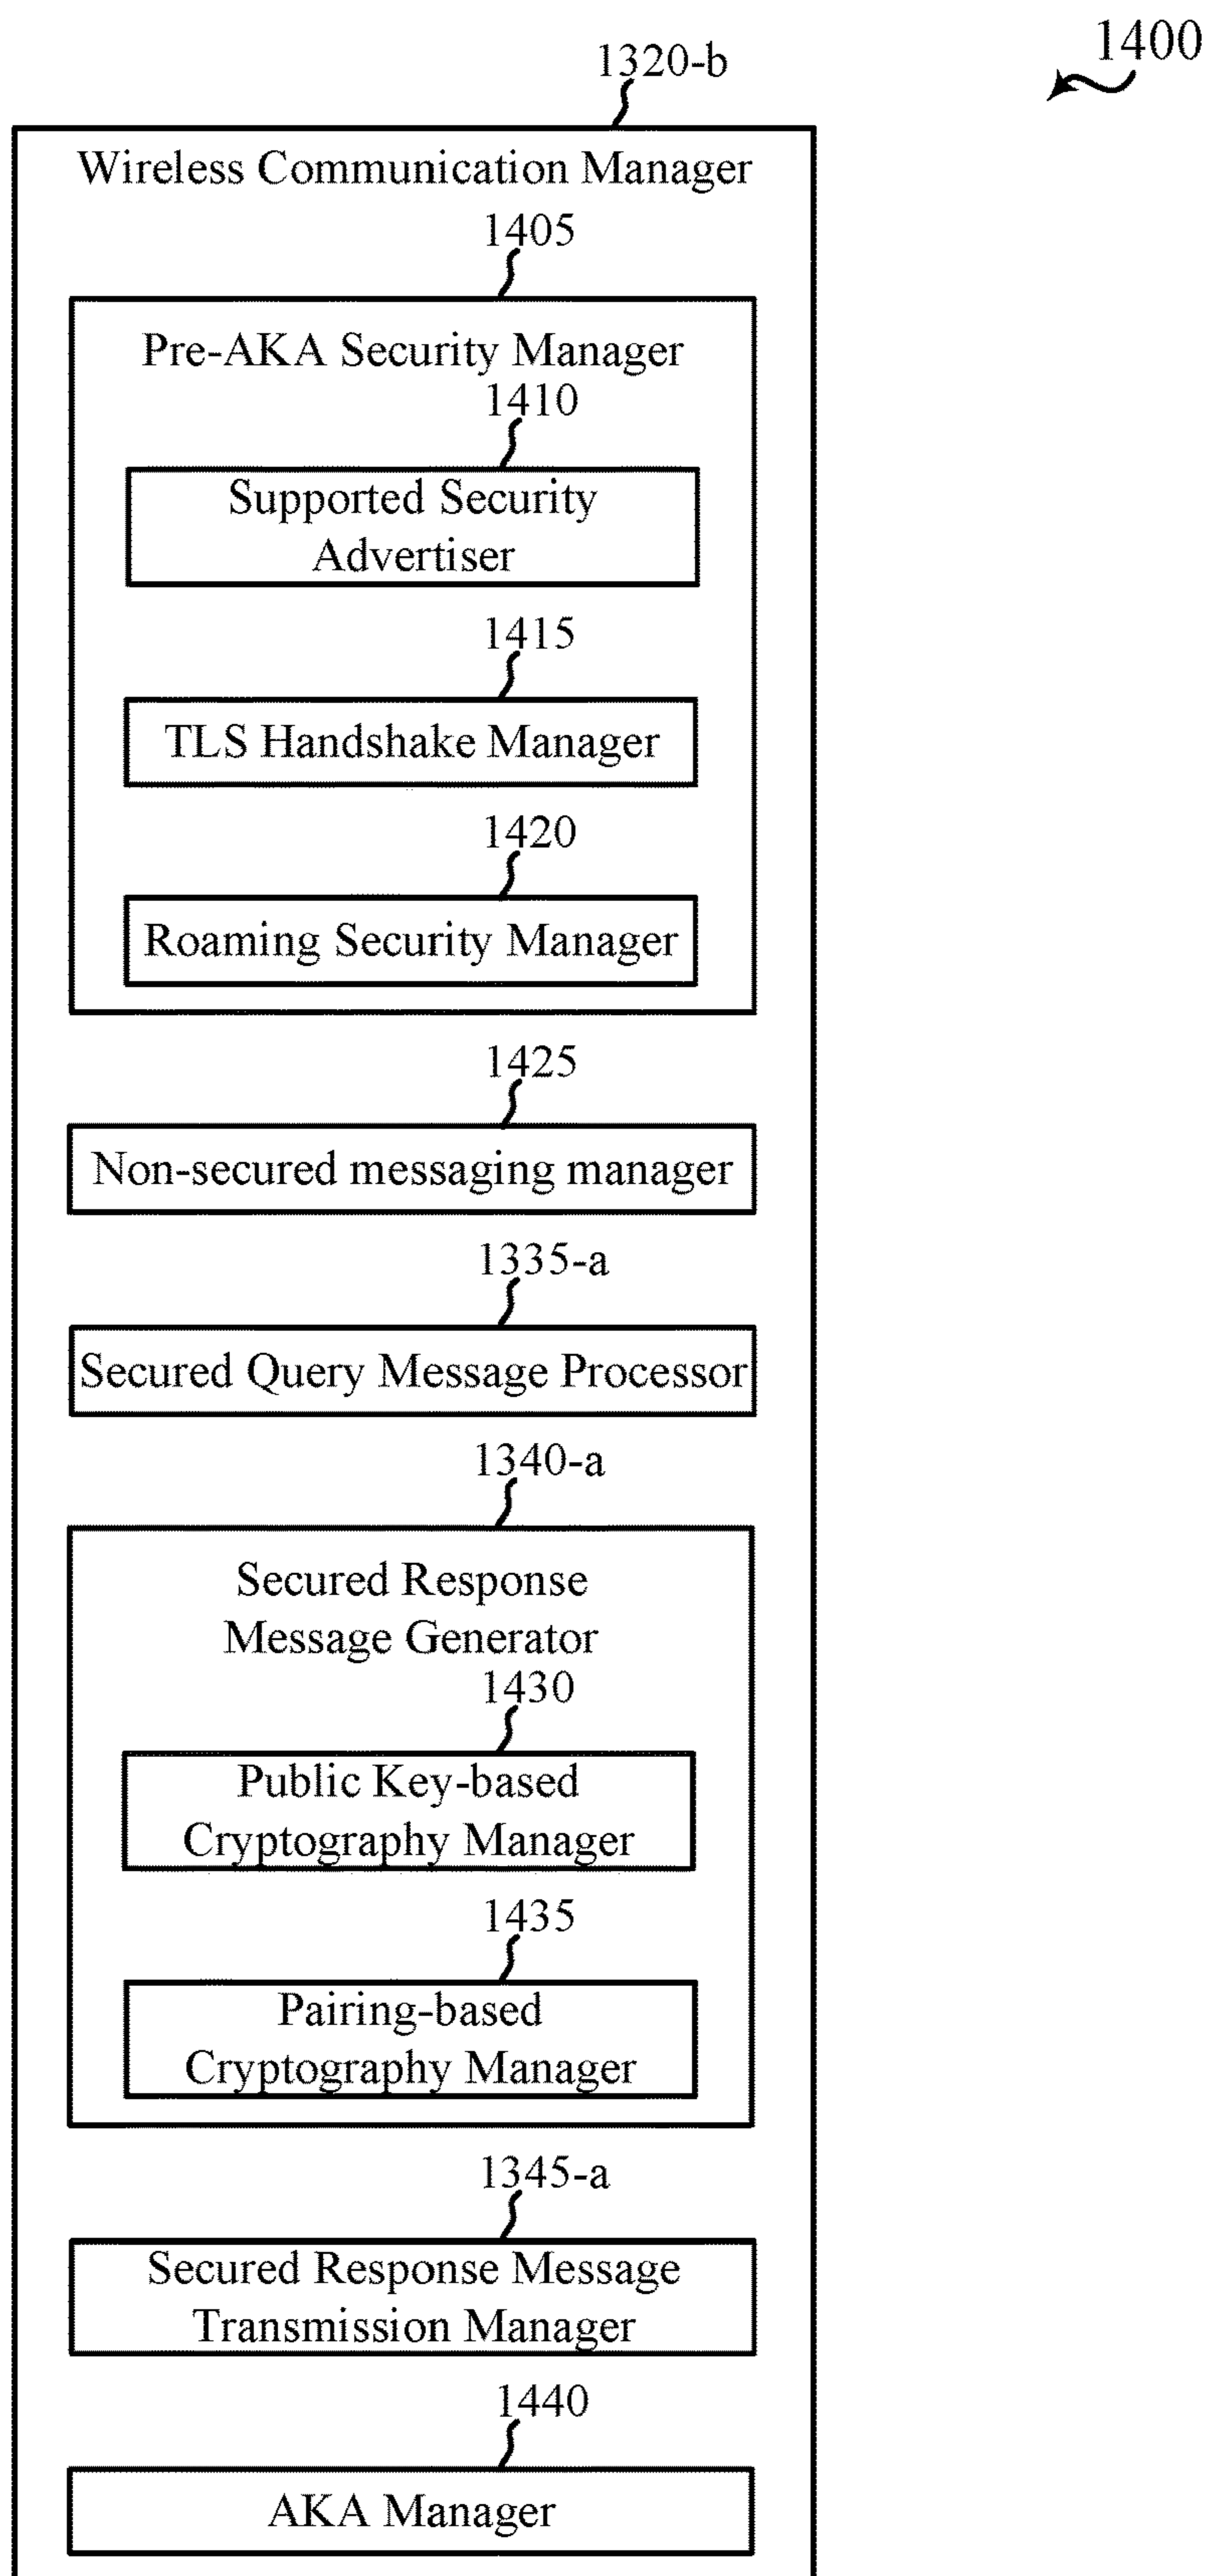 1400
1320-b
Wireless Communication Manager
1405
Pre-AKA Security Manager
1410
Supported Security
Advertiser
1415
TLS Handshake Manager
1420
Roaming Security Manager
1425
Non-secured messaging manager
1335-a
Secured Query Message Processor
1340-a
Secured Response
Message Generator
1430
Public Key-based
Cryptography Manager
1435
Pairing-based
Cryptography Manager
1345-a
Secured Response Message
Transmission Manager
1440
AKA Manager